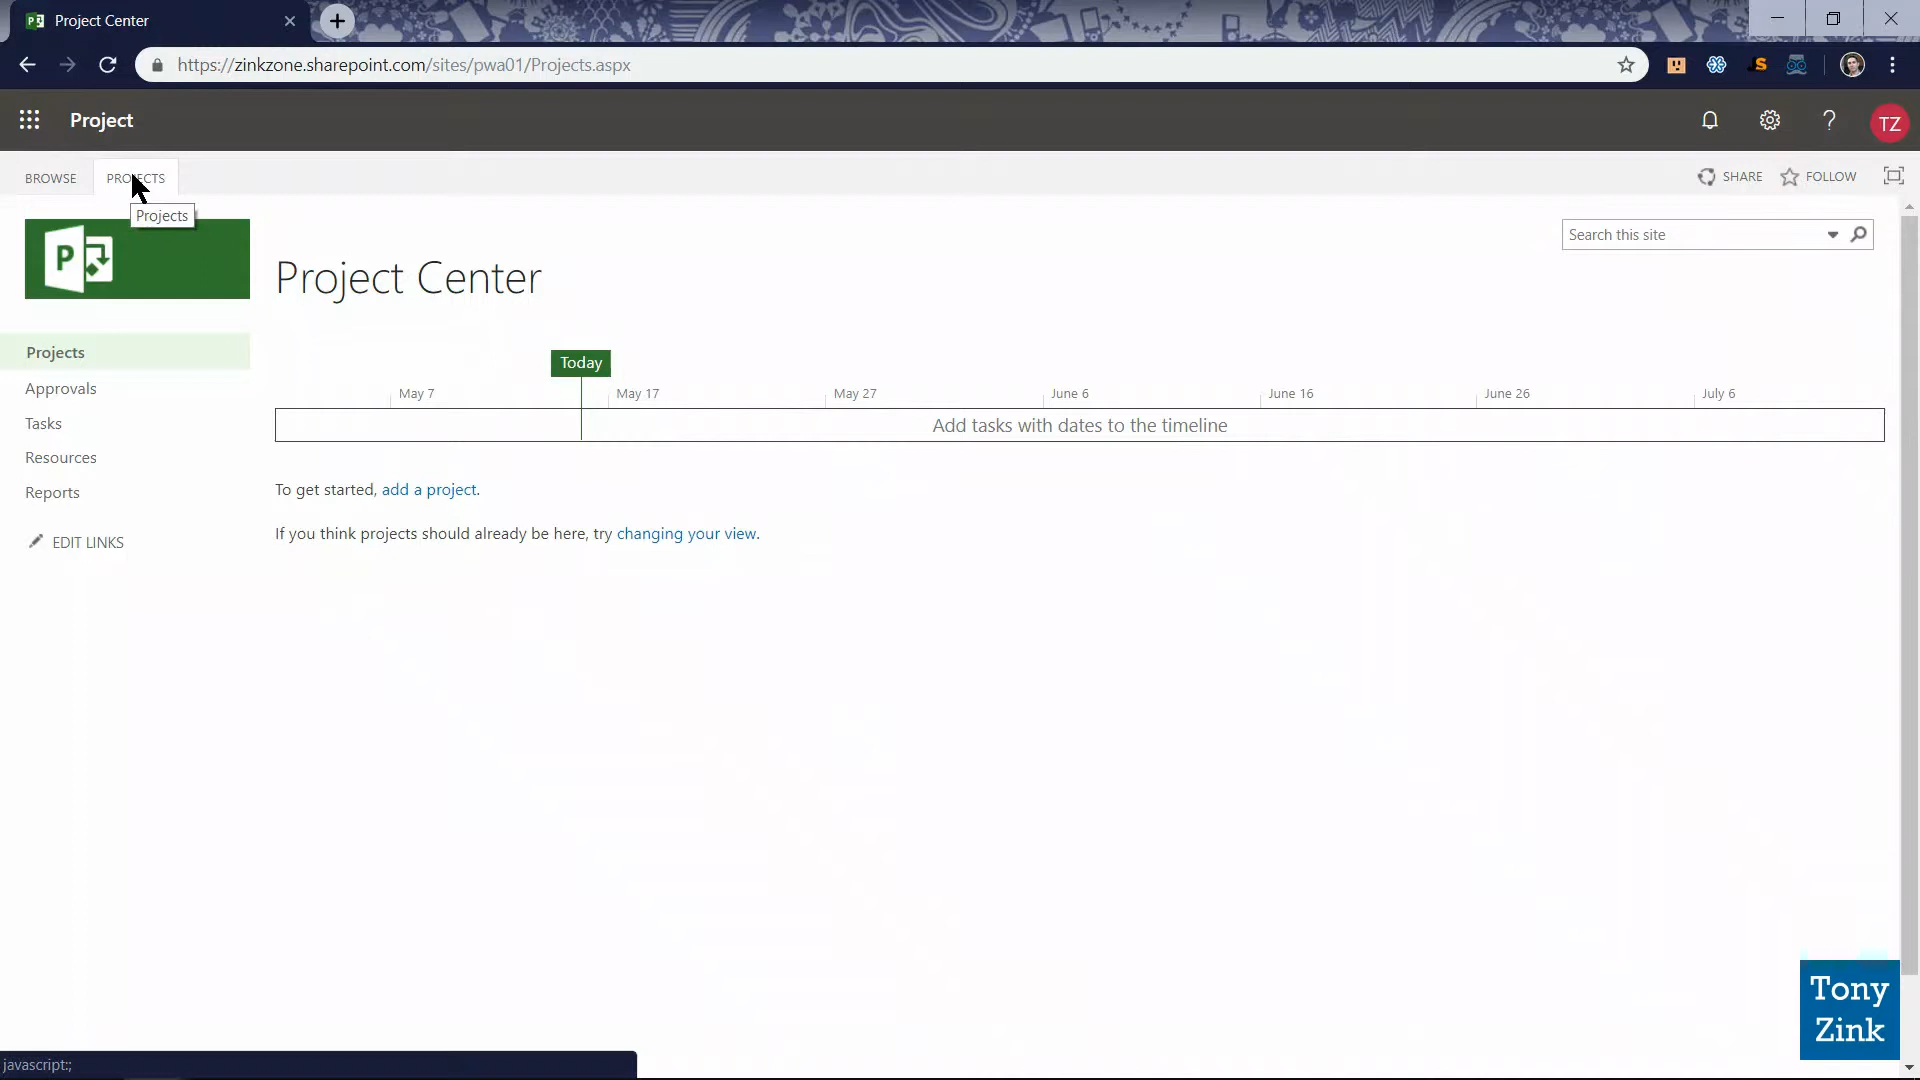 Project Center
https://zinkzone.sharepoint.com/sites/pwa01/Projects.aspx
S
Project
?
TZ
BROWSE
PROJECTS
SHARE
FOLLOW
Projects
P
Search this site
Project Center
Projects
Approvals
Tasks
Resources
Reports
EDIT LINKS
Today
May 7
May 17
May 27
June 6
June 16
June 26
July 6
Add tasks with dates to the timeline
To get started, add a project.
If you think projects should already be here, try changing your view.
Tony
Zink
javascript:;